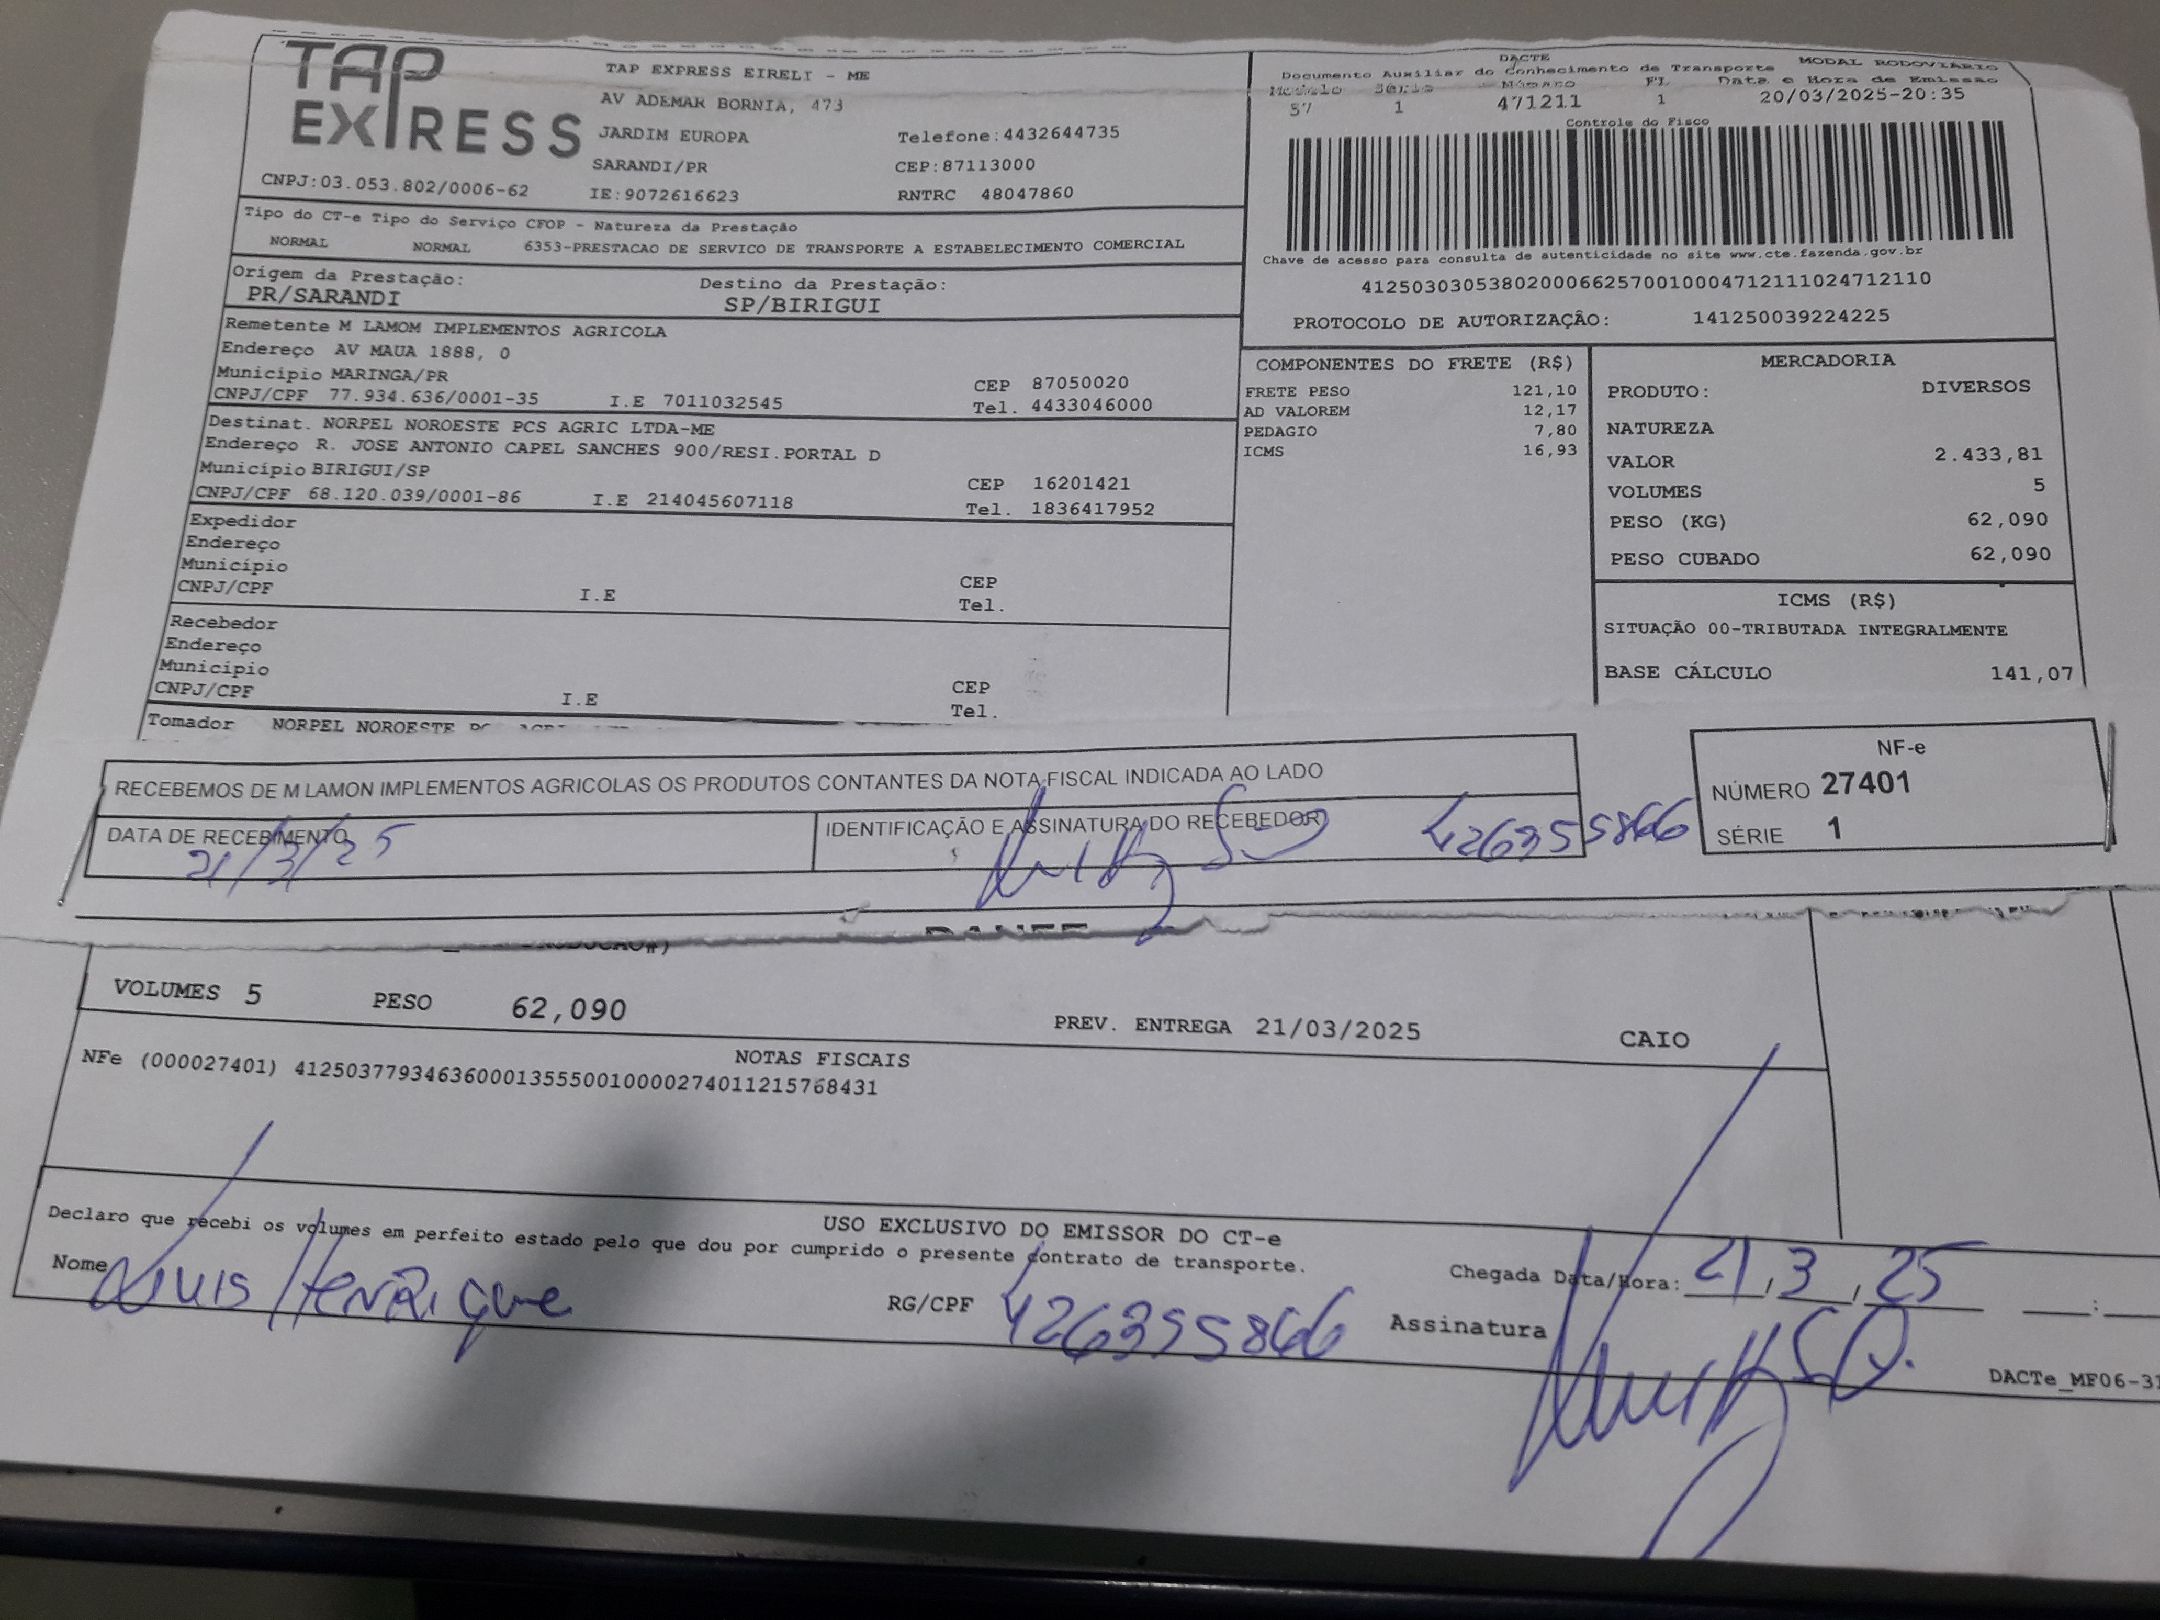 TAP EXPRESS
TAP EXPRESS EIRELI - ME
AV ADEMAR BORNIA, 473
JARDIM EUROPA Telefone:4432644735
SARANDI/PR CEP:87113000
CNPJ:03.053.802/0006-62 IE:9072616623 RNTRC 48047860
DACTE MODAL RODOVIÁRIO
Documento Auxiliar do Conhecimento de Transporte
Modelo Série Número FL Data e Hora de Emissão
57 1 471211 1 20/03/2025-20:35
Controle do Fisco
Chave de acesso para consulta de autenticidade no site www.cte.fazenda.gov.br
41250303053802000662570010004712111024712110
PROTOCOLO DE AUTORIZAÇÃO: 141250039224225
Tipo do CT-e Tipo do Serviço CFOP - Natureza da Prestação
NORMAL NORMAL 6353-PRESTACAO DE SERVICO DE TRANSPORTE A ESTABELECIMENTO COMERCIAL
Origem da Prestação: Destino da Prestação:
PR/SARANDI SP/BIRIGUI
Remetente M LAMOM IMPLEMENTOS AGRICOLA
Endereço AV MAUA 1888, 0
Município MARINGA/PR CEP 87050020
CNPJ/CPF 77.934.636/0001-35 I.E 7011032545 Tel. 4433046000
Destinat. NORPEL NOROESTE PCS AGRIC LTDA-ME
Endereço R. JOSE ANTONIO CAPEL SANCHES 900/RESI.PORTAL D
Município BIRIGUI/SP CEP 16201421
CNPJ/CPF 68.120.039/0001-86 I.E 214045607118 Tel. 1836417952
Expedidor
Endereço
Município CEP
CNPJ/CPF I.E Tel.
Recebedor
Endereço
Município CEP
CNPJ/CPF I.E Tel.
Tomador NORPEL NOROESTE
COMPONENTES DO FRETE (R$)
FRETE PESO 121,10
AD VALOREM 12,17
PEDAGIO 7,80
ICMS 16,93
MERCADORIA
PRODUTO: DIVERSOS
NATUREZA
VALOR 2.433,81
VOLUMES 5
PESO (KG) 62,090
PESO CUBADO 62,090
ICMS (R$)
SITUAÇÃO 00-TRIBUTADA INTEGRALMENTE
BASE CÁLCULO 141,07
RECEBEMOS DE M LAMON IMPLEMENTOS AGRICOLAS OS PRODUTOS CONTANTES DA NOTA FISCAL INDICADA AO LADO
DATA DE RECEBIMENTO IDENTIFICAÇÃO E ASSINATURA DO RECEBEDOR
21/3/25 426355866
NF-e
NÚMERO 27401
SÉRIE 1
VOLUMES 5 PESO 62,090 PREV. ENTREGA 21/03/2025 CAIO
NOTAS FISCAIS
NFe (000027401) 41250377934636000135550010000274011215768431
USO EXCLUSIVO DO EMISSOR DO CT-e
Declaro que recebi os volumes em perfeito estado pelo que dou por cumprido o presente contrato de transporte.
Nome Luis Henrique RG/CPF 426355866
Chegada Data/Hora: 21,3,25 :
Assinatura
DACTe_MF06-31